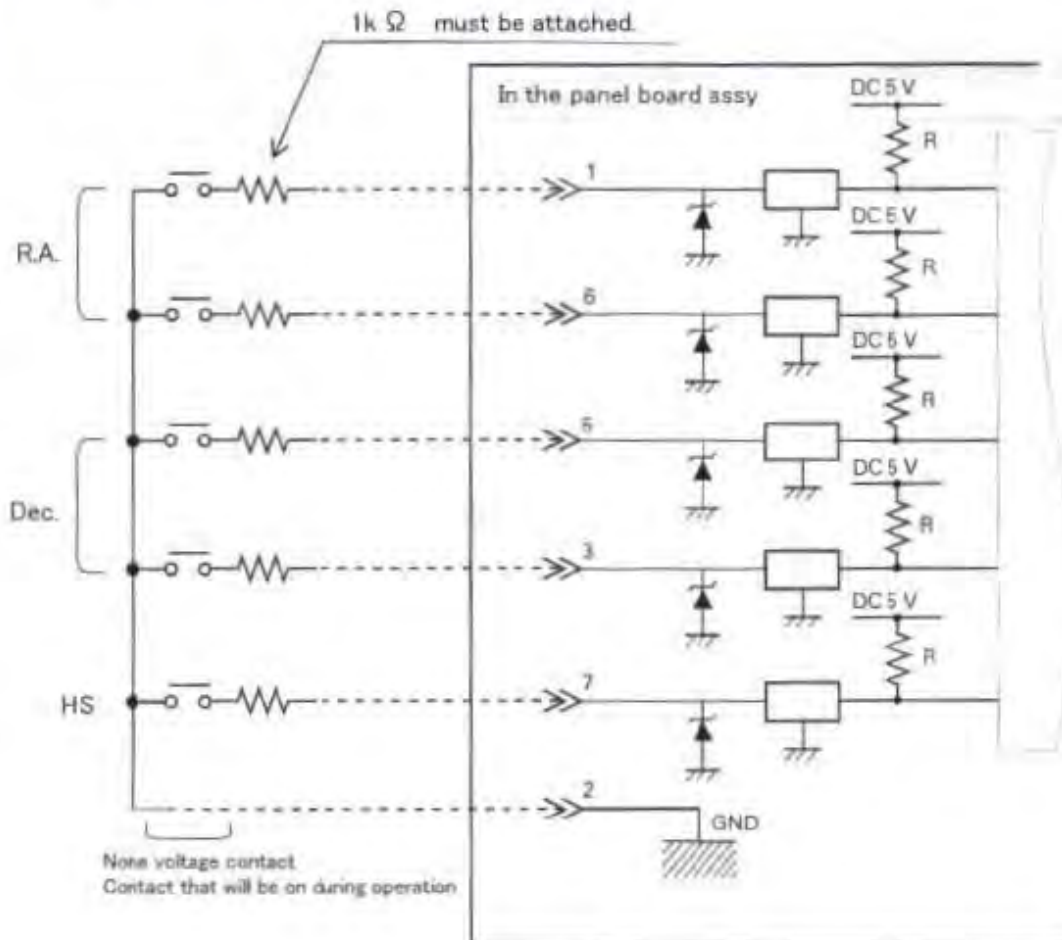 1k Ω must be attached.
In the panel board assy
DC 5 V
R
1
R.A.
DC 5 V
R
6
DC 5 V
R
5
Dec.
DC 5 V
R
3
DC 5 V
R
7
HS
2
GND
None voltage contact
Contact that will be on during operation